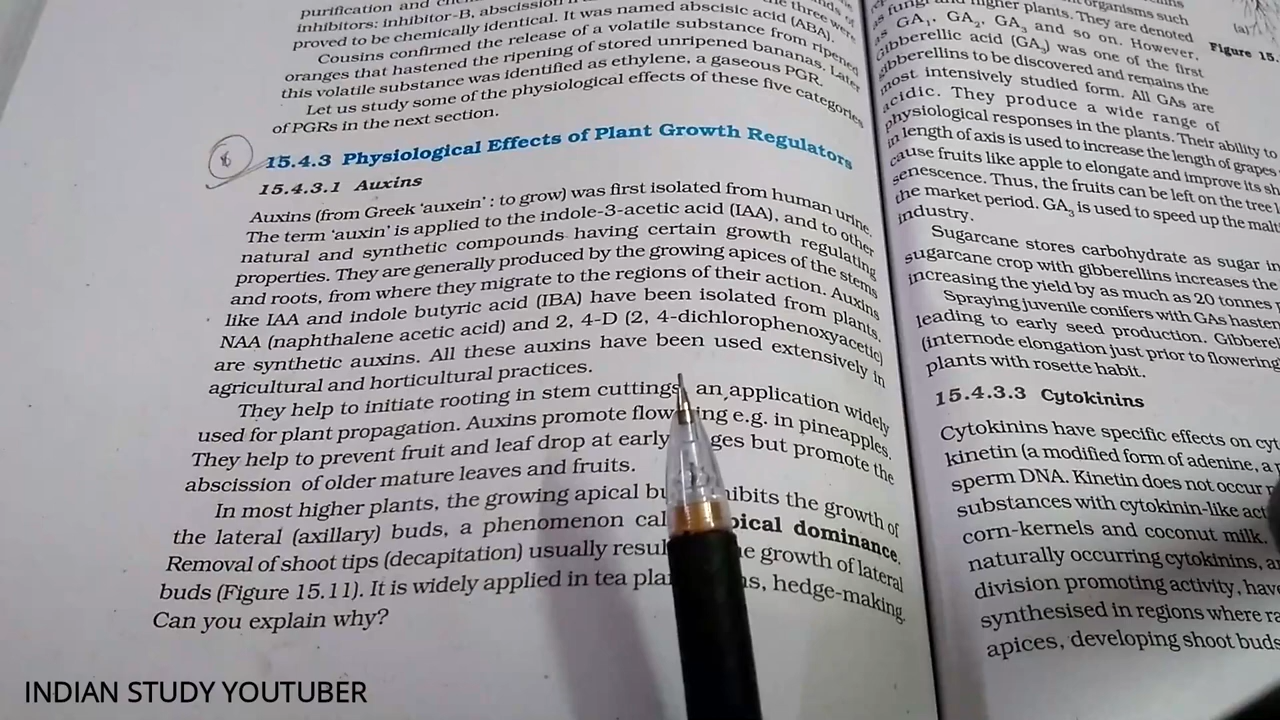 purification and
inhibitors: inhibitor-B, abscission the three were
proved to be chemically identical. It was named abscisic acid (ABA).
Cousins confirmed the release of a volatile substance from ripened
oranges that hastened the ripening of stored unripened bananas. Later
this volatile substance was identified as ethylene, a gaseous PGR.
Let us study some of the physiological effects of these five categories
of PGRs in the next section.
15.4.3 Physiological Effects of Plant Growth Regulators
15.4.3.1 Auxins
Auxins (from Greek 'auxein' : to grow) was first isolated from human urine.
The term 'auxin' is applied to the indole-3-acetic acid (IAA), and to other
natural and synthetic compounds having certain growth regulating
properties. They are generally produced by the growing apices of the stems
and roots, from where they migrate to the regions of their action. Auxins
like IAA and indole butyric acid (IBA) have been isolated from plants.
NAA (naphthalene acetic acid) and 2, 4-D (2, 4-dichlorophenoxyacetic)
are synthetic auxins. All these auxins have been used extensively in
agricultural and horticultural practices.
They help to initiate rooting in stem cuttings, an application widely
used for plant propagation. Auxins promote flow ing e.g. in pineapples.
They help to prevent fruit and leaf drop at early ges but promote the
abscission of older mature leaves and fruits.
In most higher plants, the growing apical bu hibits the growth of
the lateral (axillary) buds, a phenomenon cal pical dominance.
Removal of shoot tips (decapitation) usually resul he growth of lateral
buds (Figure 15.11). It is widely applied in tea plan ns, hedge-making.
Can you explain why?
organisms such
as fungi and higher plants. They are denoted
as GA1, GA2, GA3 and so on. However,
Gibberellic acid (GA3) was one of the first
gibberellins to be discovered and remains the
most intensively studied form. All GAs are
acidic. They produce a wide range of
physiological responses in the plants. Their ability to
in length of axis is used to increase the length of grapes
cause fruits like apple to elongate and improve its sh
senescence. Thus, the fruits can be left on the tree
the market period. GA3 is used to speed up the malt
industry.
Sugarcane stores carbohydrate as sugar in
sugarcane crop with gibberellins increases the
increasing the yield by as much as 20 tonnes
Spraying juvenile conifers with GAs hasten
leading to early seed production. Gibberel
(internode elongation just prior to flowering
plants with rosette habit.
15.4.3.3 Cytokinins
Cytokinins have specific effects on cyt
kinetin (a modified form of adenine, a
sperm DNA. Kinetin does not occur
substances with cytokinin-like act
corn-kernels and coconut milk.
naturally occurring cytokinins, a
division promoting activity, have
synthesised in regions where ra
apices, developing shoot buds
(a)
Figure 15.
INDIAN STUDY YOUTUBER